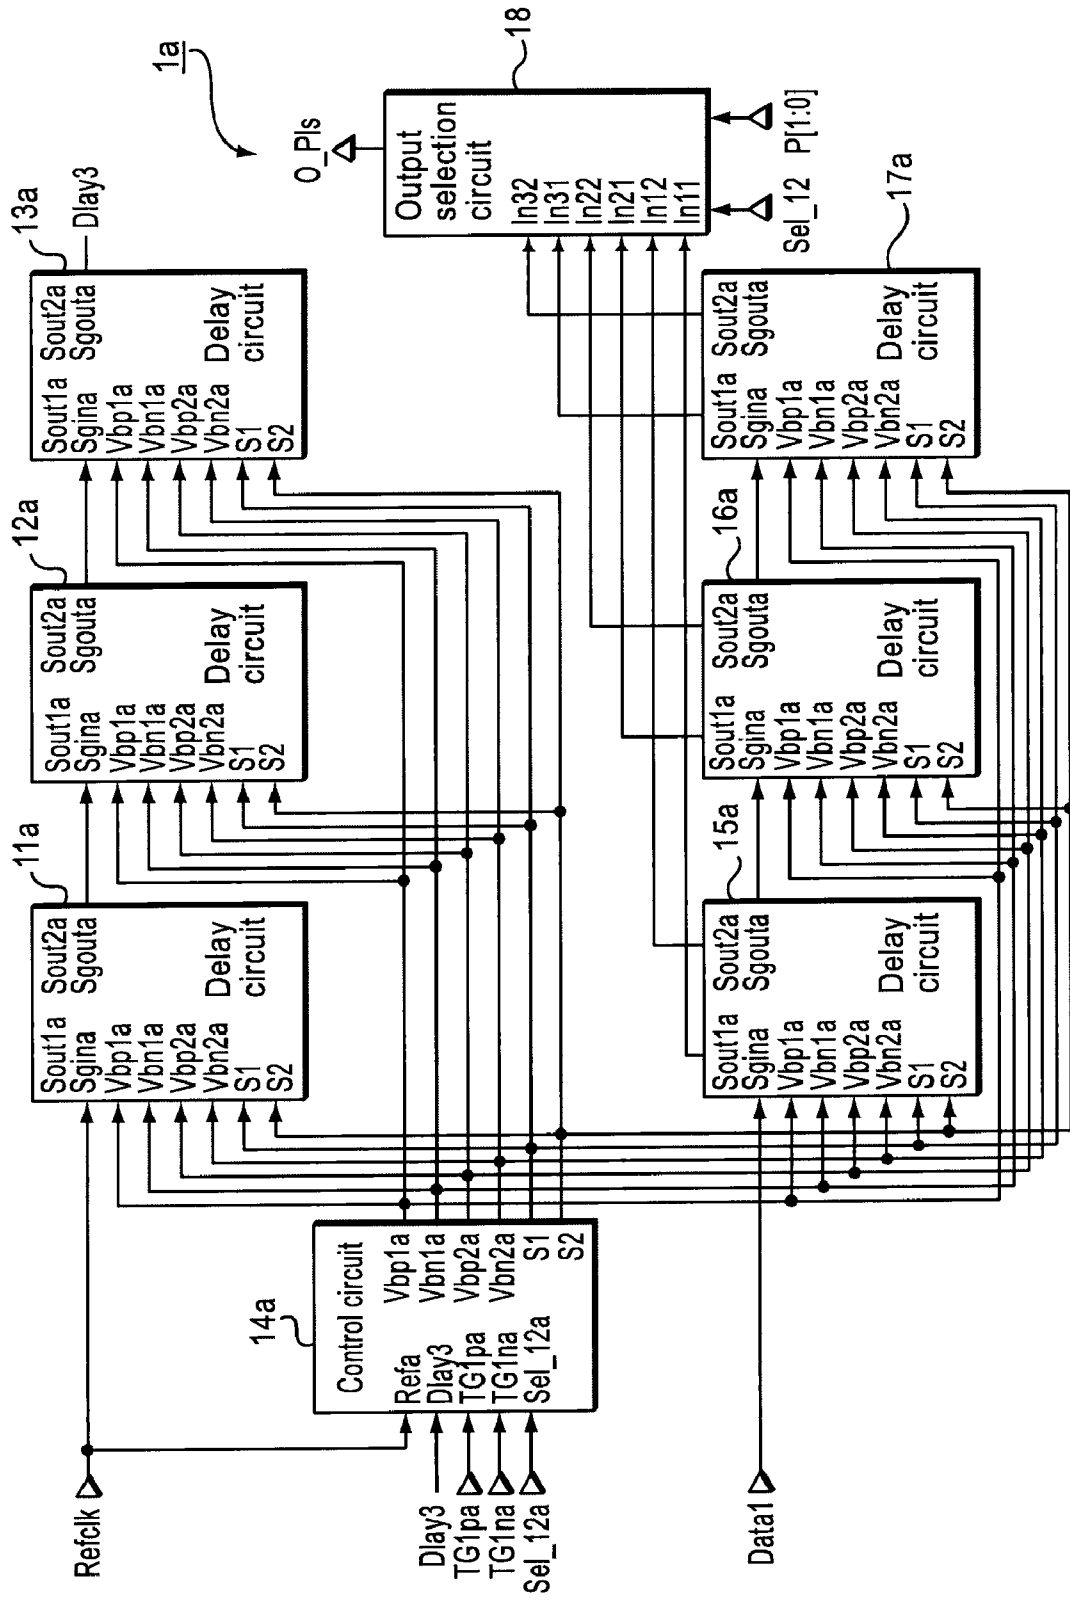 1a
11a
Sout1a Sout2a
Sgina Sgouta
Vbp1a
Vbn1a
Vbp2a
Vbn2a
S1
S2
Delay
circuit
12a
Sout1a Sout2a
Sgina Sgouta
Vbp1a
Vbn1a
Vbp2a
Vbn2a
S1
S2
Delay
circuit
13a
Sout1a Sout2a
Sgina Sgouta
Vbp1a
Vbn1a
Vbp2a
Vbn2a
S1
S2
Delay
circuit
Dlay3
Refclk
14a
Control circuit
Refa
Dlay3
TG1pa
TG1na
Sel_12a
Vbp1a
Vbn1a
Vbp2a
Vbn2a
S1
S2
Dlay3
TG1pa
TG1na
Sel_12a
O_Pls
18
Output
selection
circuit
In32
In31
In22
In21
In12
In11
Sel_12
P[1:0]
Data1
15a
Sout1a Sout2a
Sgina Sgouta
Vbp1a
Vbn1a
Vbp2a
Vbn2a
S1
S2
Delay
circuit
16a
Sout1a Sout2a
Sgina Sgouta
Vbp1a
Vbn1a
Vbp2a
Vbn2a
S1
S2
Delay
circuit
17a
Sout1a Sout2a
Sgina Sgouta
Vbp1a
Vbn1a
Vbp2a
Vbn2a
S1
S2
Delay
circuit